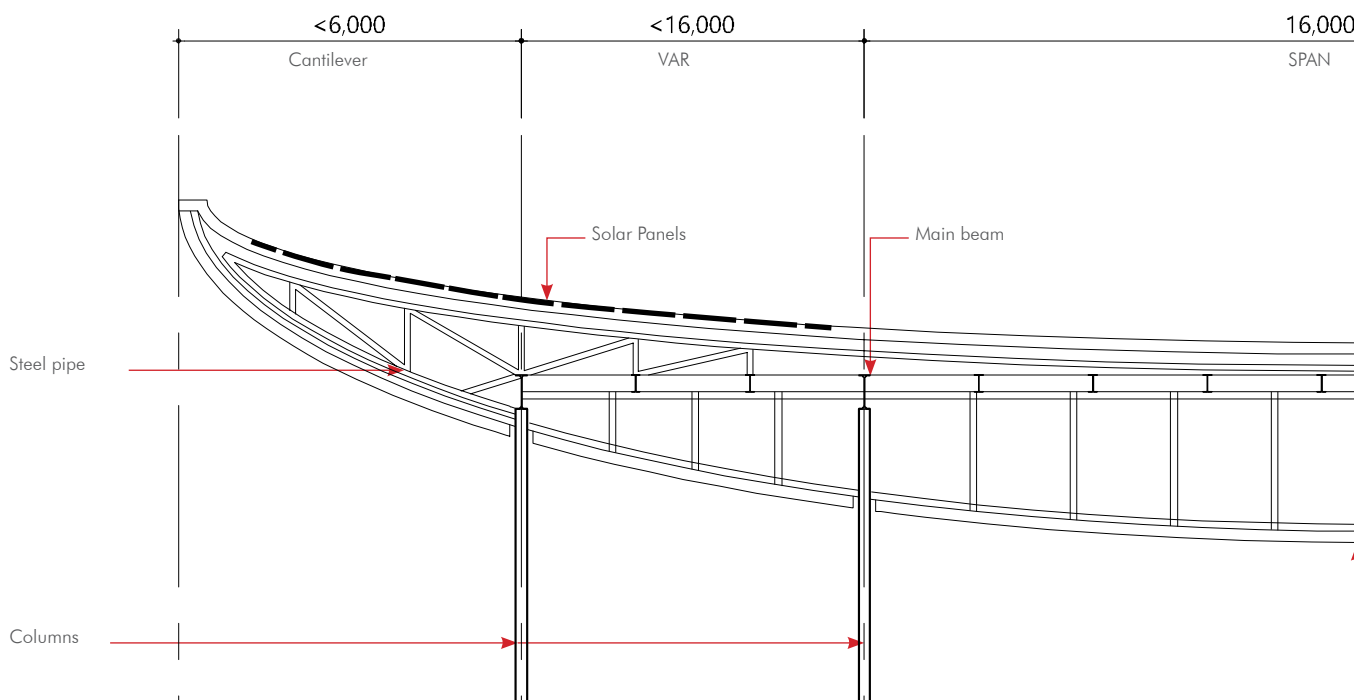 <6,000
<16,000
16,000
Cantilever
VAR
SPAN
Solar Panels
Main beam
Steel pipe
Columns